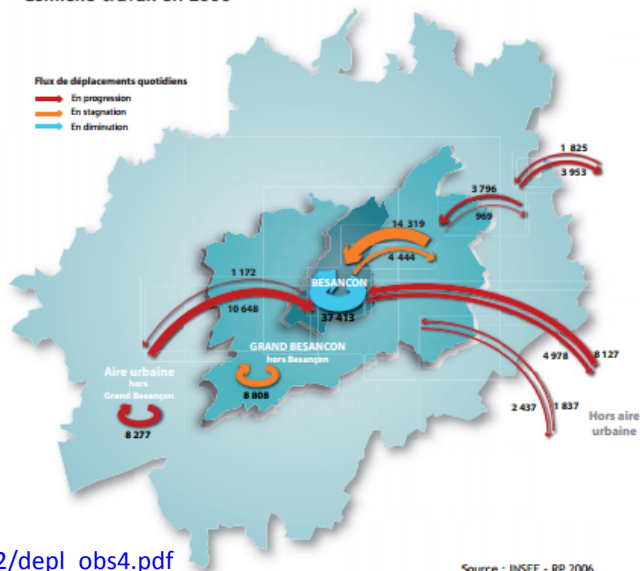 Flux de déplacements quotidiens
En progression
En stagnation
En diminution
1 825
3 953
3 796
969
14 319
4 444
BESANCON
37 413
1 172
10 648
GRAND BESANCON
hors Besançon
8 808
Aire urbaine
hors
Grand Besançon
8 277
4 978
8 127
2 437
1 837
Hors aire
urbaine
2/depl_obs4.pdf
Source : INSEE - RP 2006